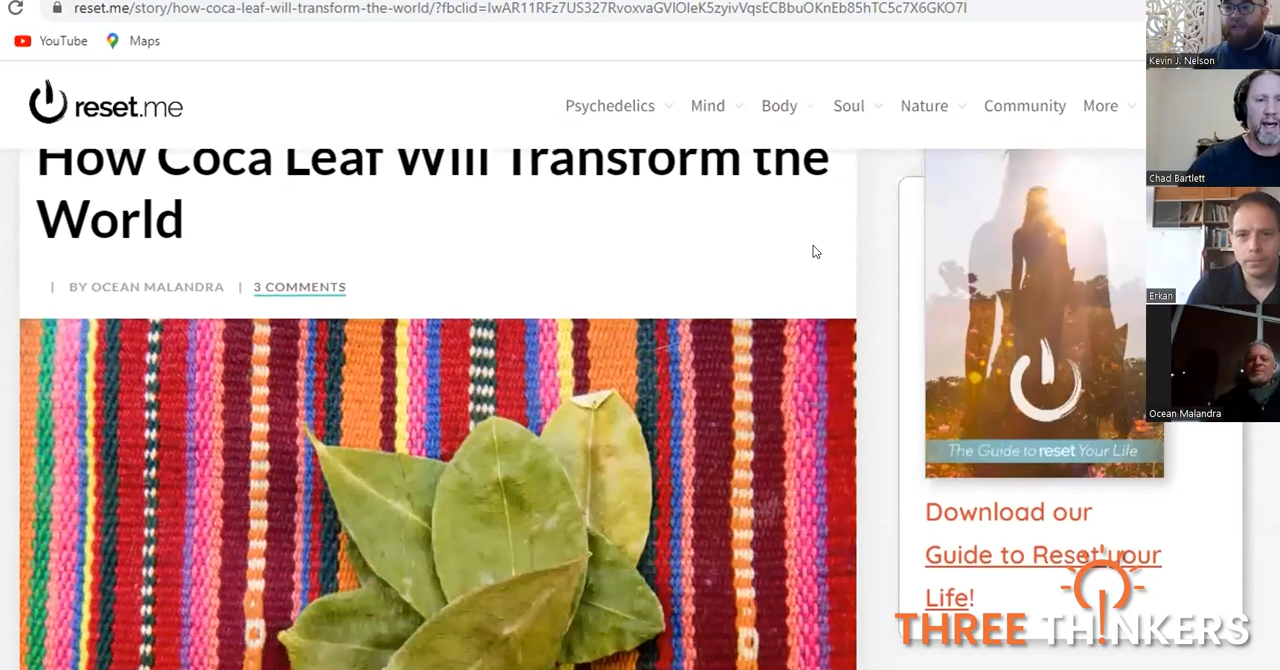 reset.me/story/how-coca-leaf-will-transform-the-world/?fbclid=IwAR11RFz7US327RvoxvaGVIOleK5zyivVqsECBbuOKnEb85hTC5c7X6GKO7I
YouTube Maps
reset.me Psychedelics Mind Body Soul Nature Community More
How Coca Leaf Will Transform the
World
| BY OCEAN MALANDRA | 3 COMMENTS
Kevin J. Nelson
Chad Bartlett
Erkan
Ocean Malandra
The Guide to reset Your Life
Download our
Guide to Reset your
Life!
THREE THINKERS